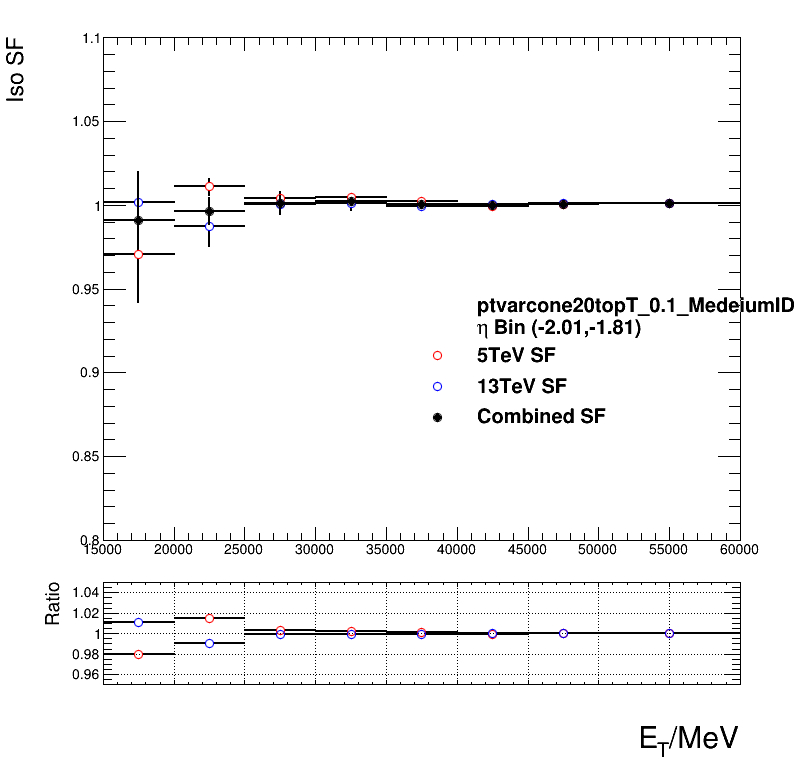 Iso SF
1.1
1.05
1
0.95
0.9
0.85
0.8
ptvarcone20topT_0.1_MedeiumID
η Bin (-2.01,-1.81)
5TeV SF
13TeV SF
Combined SF
15000 20000 25000 30000 35000 40000 45000 50000 55000 60000
Ratio
1.04
1.02
1
0.98
0.96
E_T/MeV